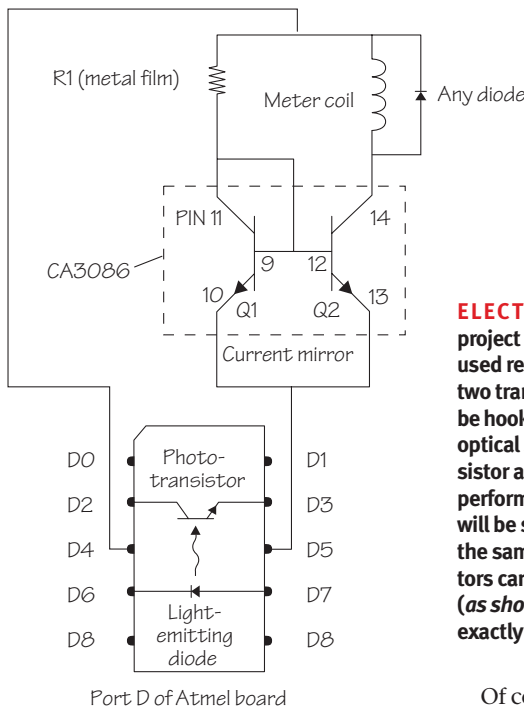 R1 (metal film)
Meter coil
Any diode
PIN 11
14
CA3086
9
12
10
13
Q1
Q2
Current mirror
D0
Photo-
transistor
D1
D2
D3
D4
D5
D6
D7
Light-
emitting
diode
D8
D8
Port D of Atmel board
ELECT
project
used re
two tran
be hook
optical
sistor a
perform
will be s
the sam
tors can
(as sho
exactly
Of co